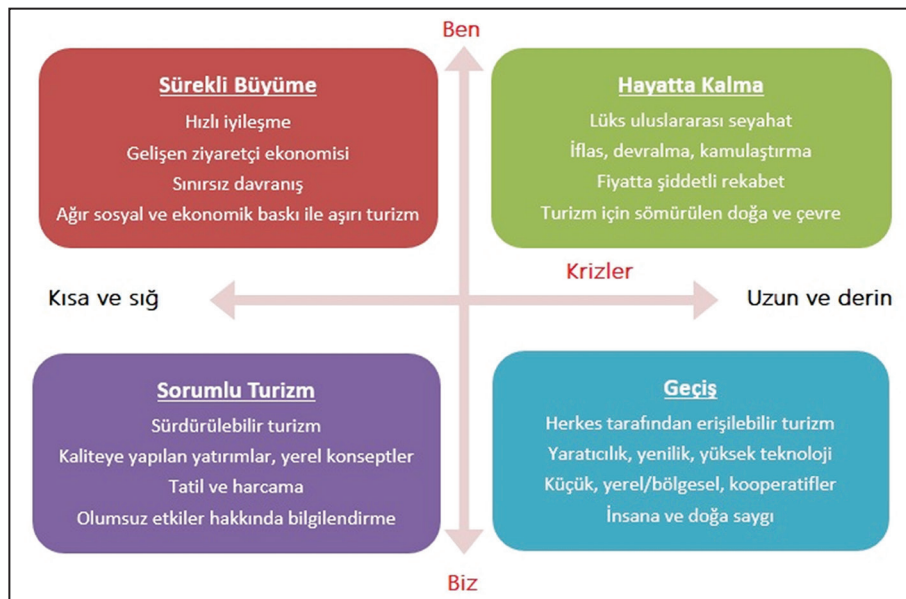 Ben
Sürekli Büyüme
Hızlı iyileşme
Gelişen ziyaretçi ekonomisi
Sınırsız davranış
Ağır sosyal ve ekonomik baskı ile aşırı turizm
Hayatta Kalma
Lüks uluslararası seyahat
İflas, devralma, kamulaştırma
Fiyatta şiddetli rekabet
Turizm için sömürülen doğa ve çevre
Krizler
Kısa ve sığ
Uzun ve derin
Sorumlu Turizm
Sürdürülebilir turizm
Kaliteye yapılan yatırımlar, yerel konseptler
Tatil ve harcama
Olumsuz etkiler hakkında bilgilendirme
Geçiş
Herkes tarafından erişilebilir turizm
Yaratıcılık, yenilik, yüksek teknoloji
Küçük, yerel/bölgesel, kooperatifler
İnsana ve doğa saygı
Biz